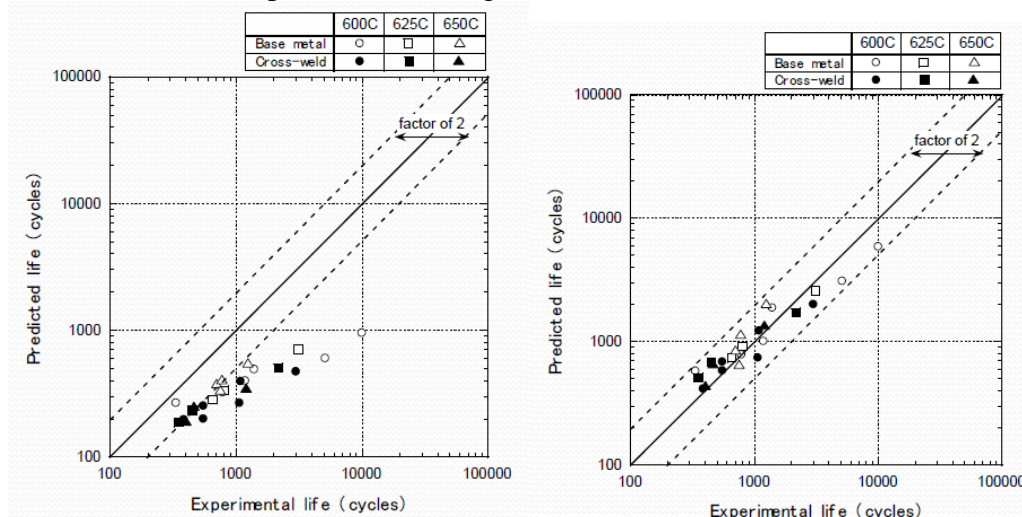 600C 625C 650C
Base metal
Cross-weld
100000
10000
1000
100
factor of 2
Predicted life (cycles)
100 1000 10000 100000
Experimental life (cycles)
600C 625C 650C
Base metal
Cross-weld
100000
10000
1000
100
factor of 2
Predicted life (cycles)
100 1000 10000 100000
Experimental life (cycles)